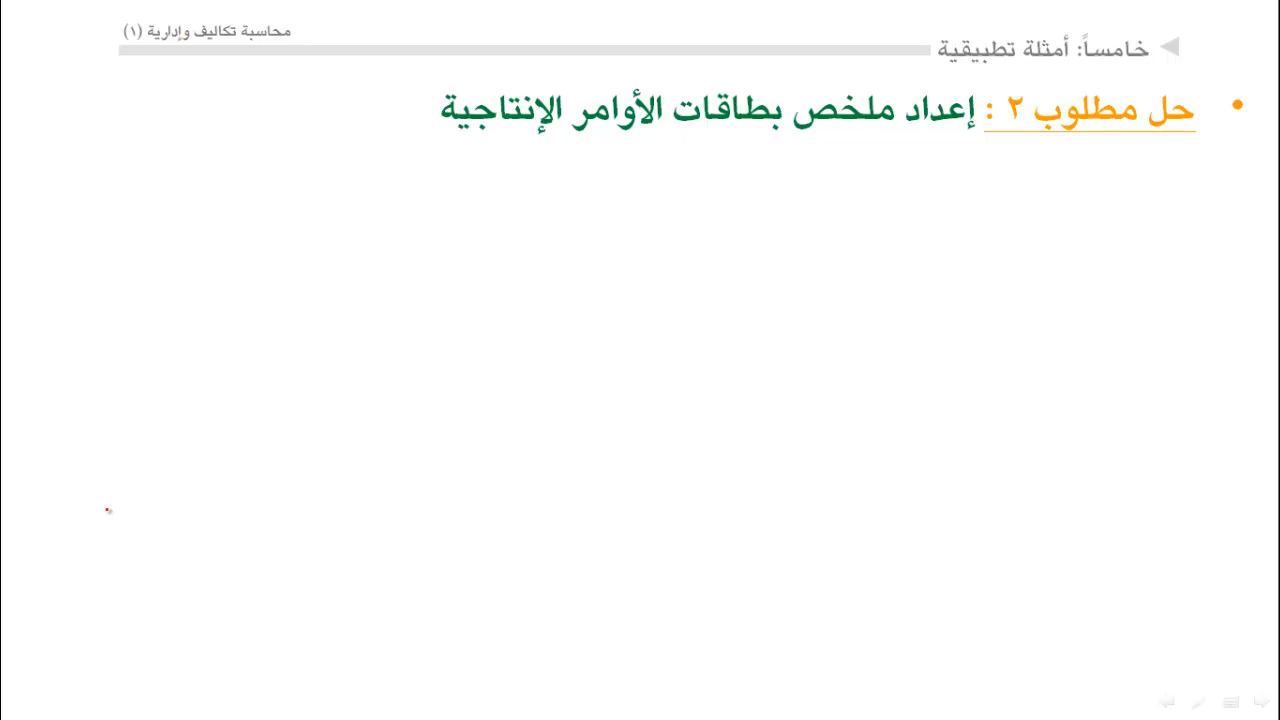 محاسبة تكاليف وإدارية (١)
خامساً: أمثلة تطبيقية
• حل مطلوب ٢ : إعداد ملخص بطاقات الأوامر الإنتاجية